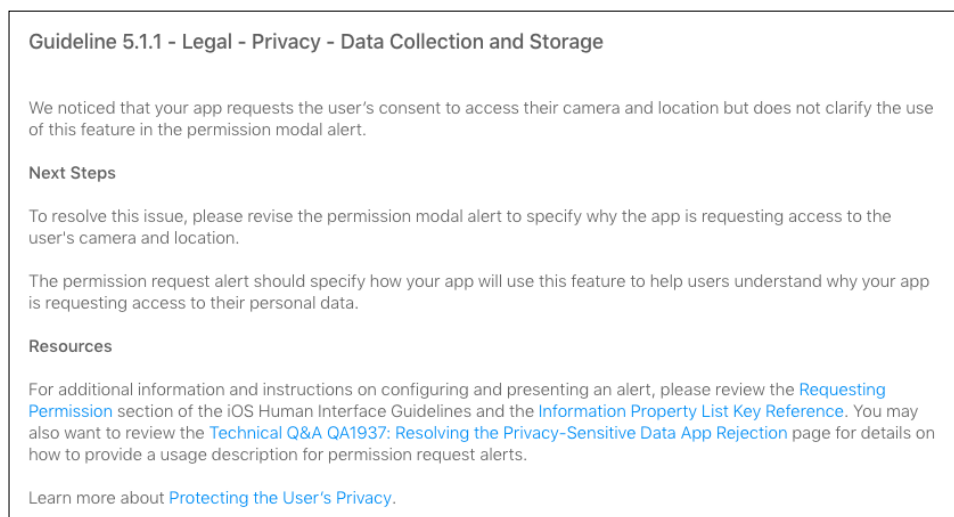 Guideline 5.1.1 - Legal - Privacy - Data Collection and Storage
We noticed that your app requests the user’s consent to access their camera and location but does not clarify the use
of this feature in the permission modal alert.
Next Steps
To resolve this issue, please revise the permission modal alert to specify why the app is requesting access to the
user's camera and location.
The permission request alert should specify how your app will use this feature to help users understand why your app
is requesting access to their personal data.
Resources
For additional information and instructions on configuring and presenting an alert, please review the Requesting
Permission section of the iOS Human Interface Guidelines and the Information Property List Key Reference. You may
also want to review the Technical Q&A QA1937: Resolving the Privacy-Sensitive Data App Rejection page for details on
how to provide a usage description for permission request alerts.
Learn more about Protecting the User’s Privacy.